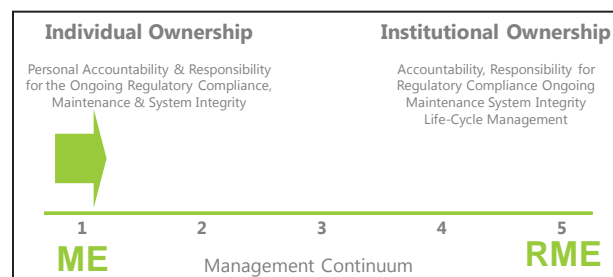 Individual Ownership
Personal Accountability & Responsibility
for the Ongoing Regulatory Compliance,
Maintenance & System Integrity
Institutional Ownership
Accountability, Responsibility for
Regulatory Compliance Ongoing
Maintenance System Integrity
Life-Cycle Management
1 2 3 4 5
ME Management Continuum RME